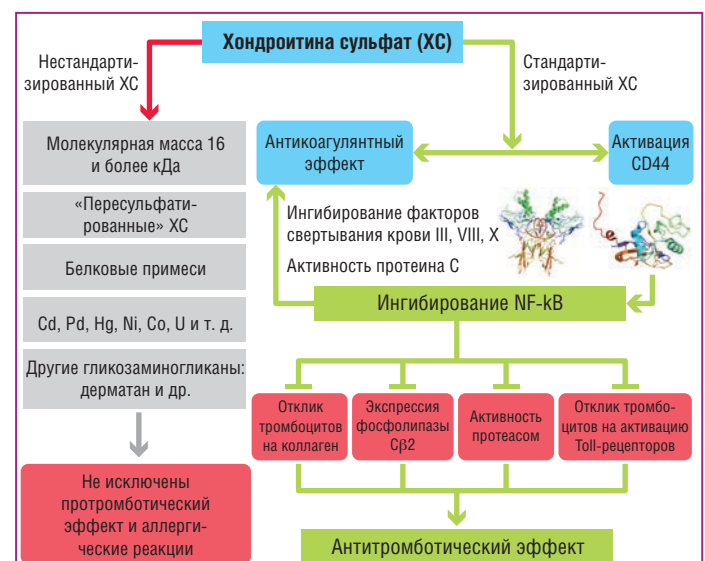 Хондроитина сульфат (ХС)
Нестандарти-
зированный ХС
Стандарти-
зированный ХС
Молекулярная масса 16
и более кДа
«Пересульфати-
рованные» ХС
Белковые примеси
Cd, Pd, Hg, Ni, Co, U и т. д.
Другие гликозаминогликаны:
дерматан и др.
Не исключены
протромботический
эффект и аллерги-
ческие реакции
Антикоагулянтный
эффект
Активация
CD44
Ингибирование факторов
свертывания крови III, VIII, X
Активность протеина С
Ингибирование NF-kB
Отклик
тромбоцитов
на коллаген
Экспрессия
фосфолипазы
Cβ2
Активность
протеасом
Отклик тромбо-
цитов на активацию
Toll-рецепторов
Антитромботический эффект